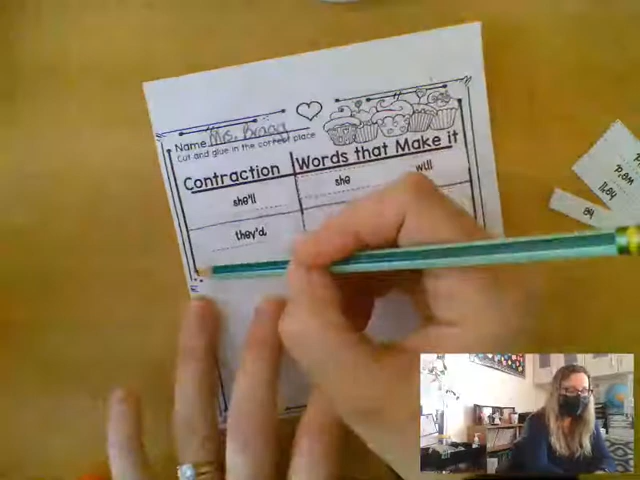 Name Mrs. Bragg
Cut and glue in the correct place
Contraction Words that Make it
she'll she will
they'd